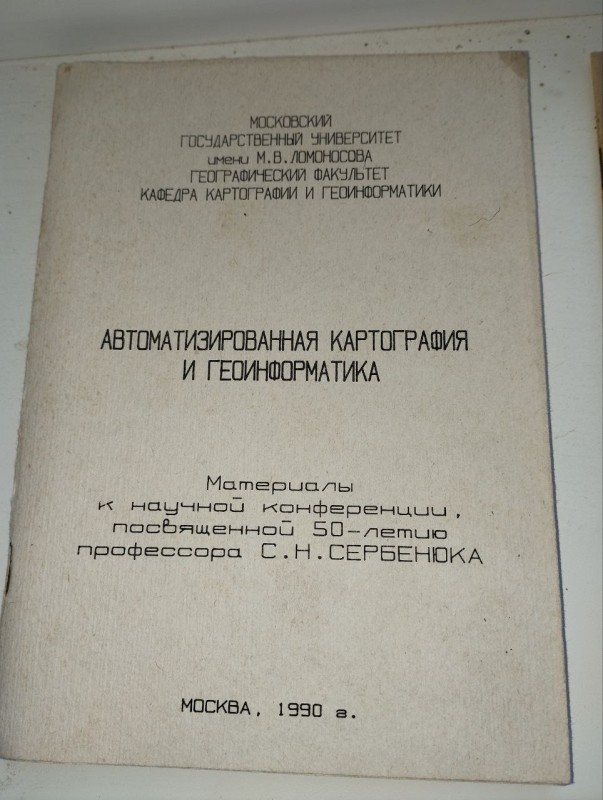 МОСКОВСКИЙ
ГОСУДАРСТВЕННЫЙ УНИВЕРСИТЕТ
имени М.В.ЛОМОНОСОВА
ГЕОГРАФИЧЕСКИЙ ФАКУЛЬТЕТ
КАФЕДРА КАРТОГРАФИИ И ГЕОИНФОРМАТИКИ
АВТОМАТИЗИРОВАННАЯ КАРТОГРАФИЯ
И ГЕОИНФОРМАТИКА
Материалы
к научной конференции,
посвященной 50-летию
профессора С.Н.СЕРБЕНЮКА
МОСКВА, 1990 г.